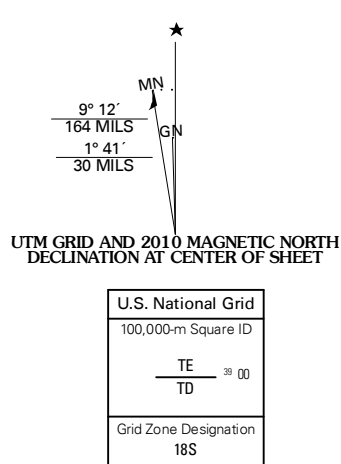 ★
MN
GN
9° 12´
164 MILS
1° 41´
30 MILS
UTM GRID AND 2010 MAGNETIC NORTH
DECLINATION AT CENTER OF SHEET
U.S. National Grid
100,000-m Square ID
TE
39 00
TD
Grid Zone Designation
18S